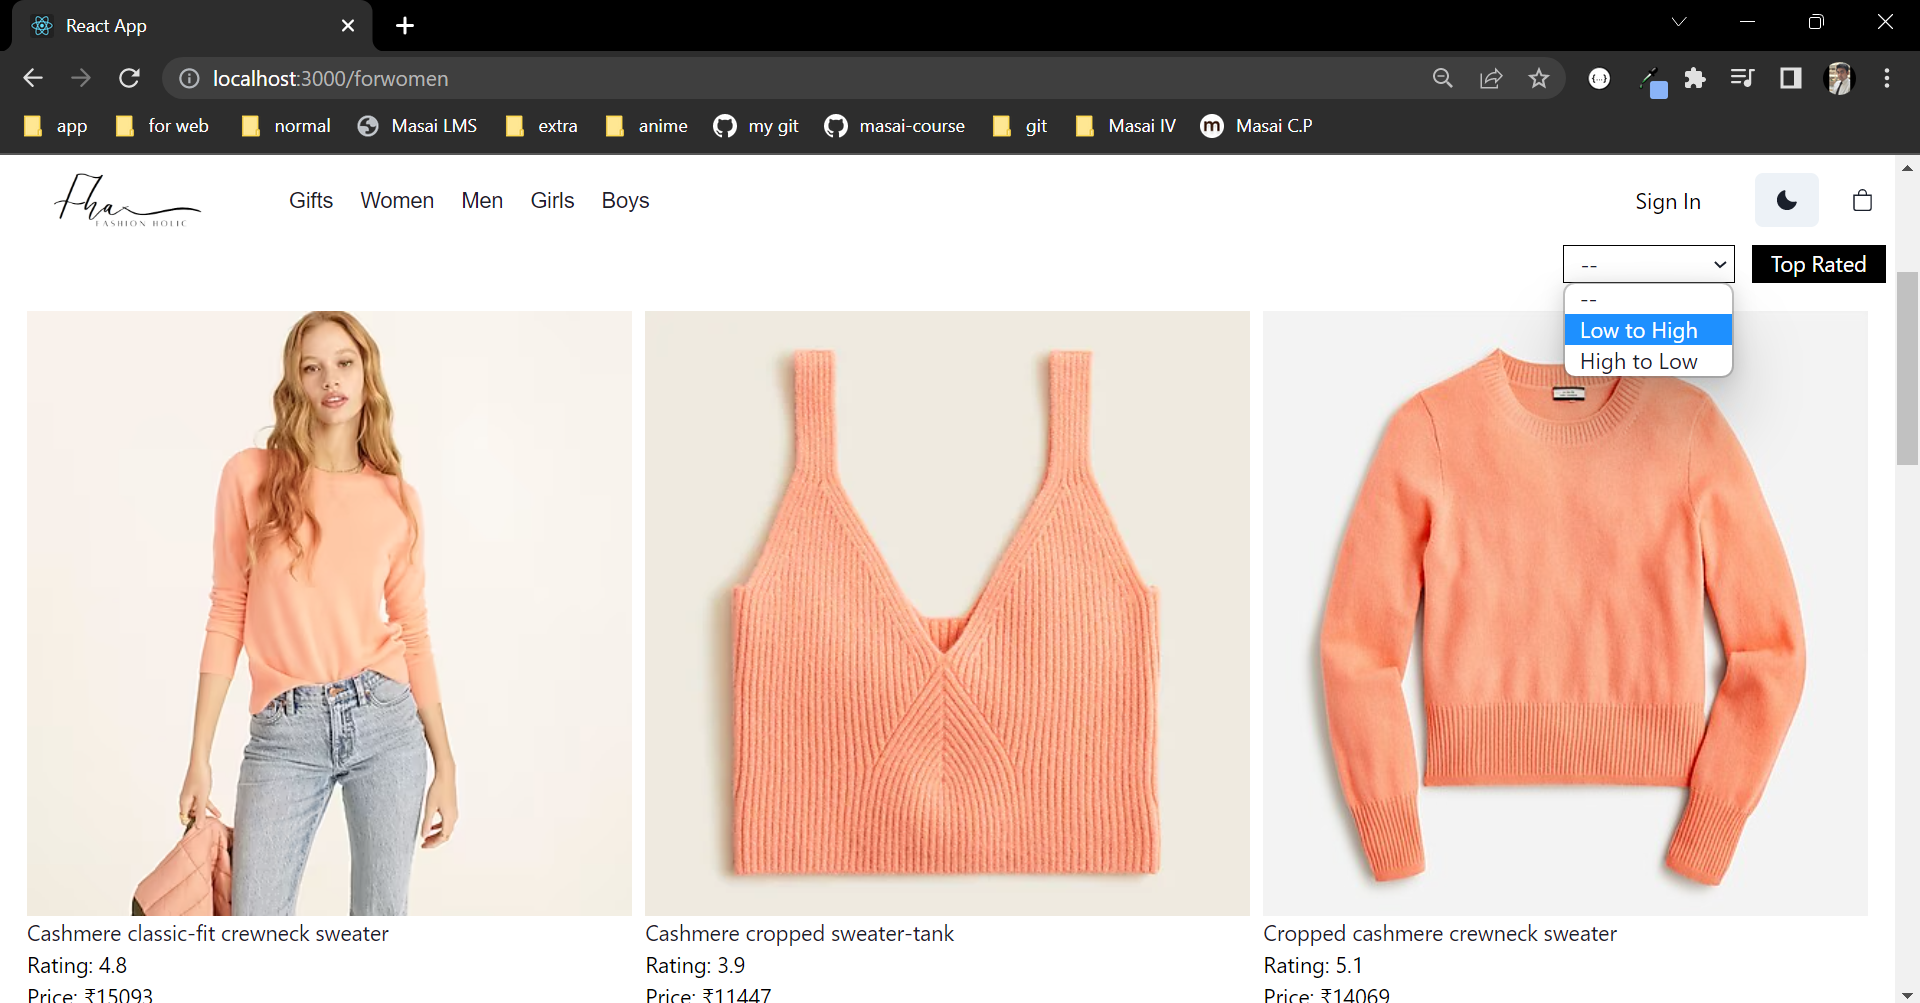 React App
localhost:3000/forwomen
app for web normal Masai LMS extra anime my git masai-course git Masai IV Masai C.P
Fha
FASHION HOLIC
Gifts Women Men Girls Boys Sign In
-- Top Rated
--
Low to High
High to Low
Cashmere classic-fit crewneck sweater
Rating: 4.8
Price: ₹15093
Cashmere cropped sweater-tank
Rating: 3.9
Price: ₹11447
Cropped cashmere crewneck sweater
Rating: 5.1
Price: ₹14069